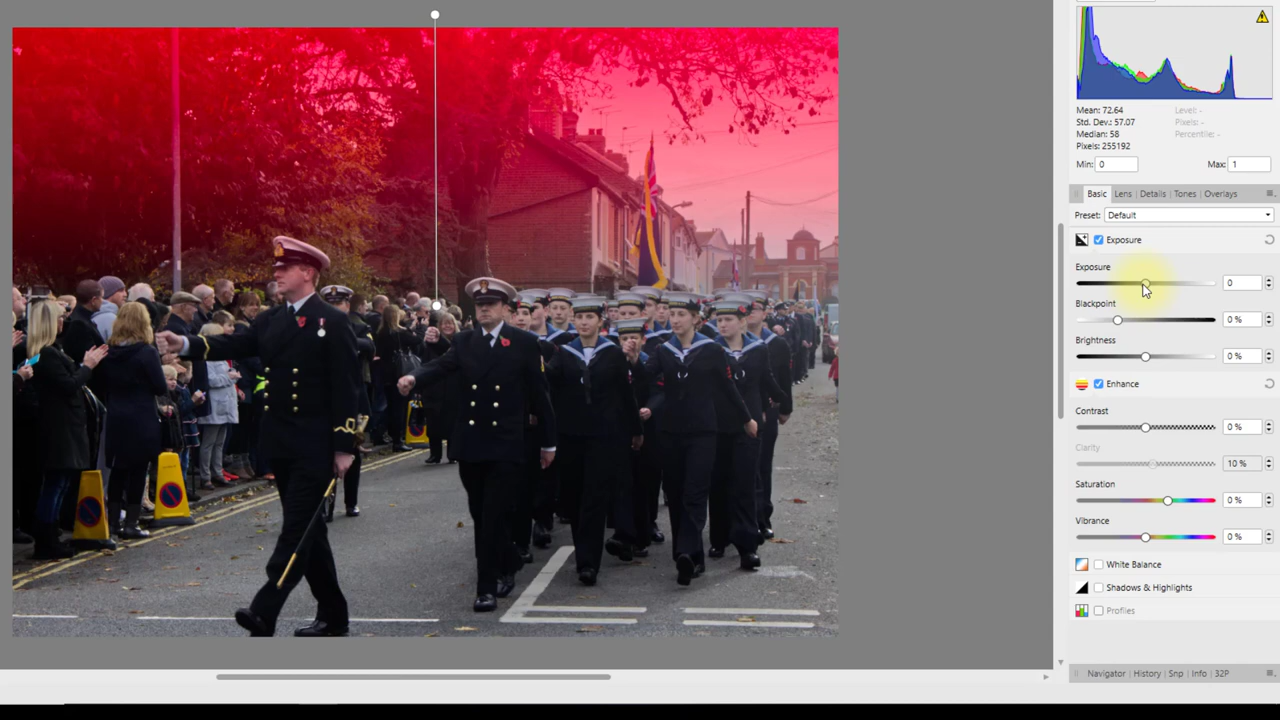 Mean: 72.64 Level: -
Std. Dev.: 57.07 Pixels: -
Median: 58 Percentile: -
Pixels: 255192
Min: 0 Max: 1
Basic Lens Details Tones Overlays
Preset: Default
Exposure
Exposure
0
Blackpoint
0 %
Brightness
0 %
Enhance
Contrast
0 %
Clarity
10 %
Saturation
0 %
Vibrance
0 %
White Balance
Shadows & Highlights
Profiles
Navigator History Snp Info 32P